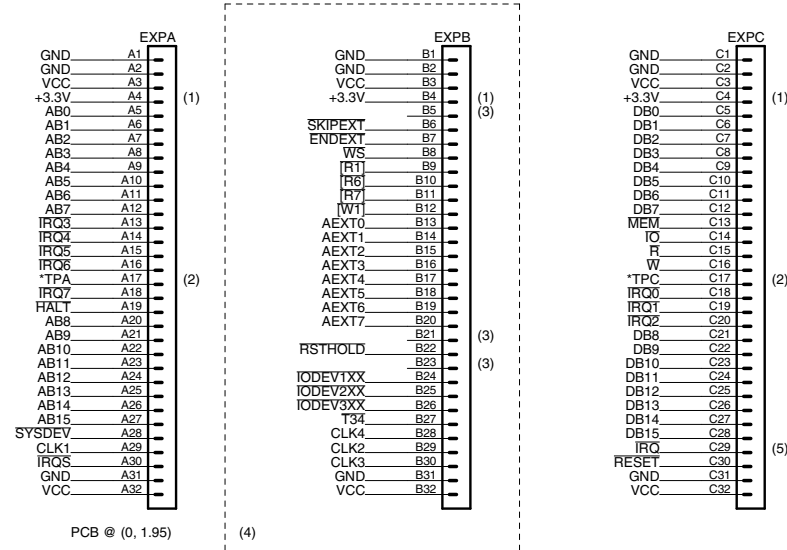 EXPA
GND A1
GND A2
VCC A3
+3.3V A4 (1)
AB0 A5
AB1 A6
AB2 A7
AB3 A8
AB4 A9
AB5 A10
AB6 A11
AB7 A12
IRQ3 A13
IRQ4 A14
IRQ5 A15
IRQ6 A16
*TPA A17 (2)
IRQ7 A18
HALT A19
AB8 A20
AB9 A21
AB10 A22
AB11 A23
AB12 A24
AB13 A25
AB14 A26
AB15 A27
SYSDEV A28
CLK1 A29
IRQS A30
GND A31
VCC A32
PCB @ (0, 1.95)
EXPB
GND B1
GND B2
VCC B3
+3.3V B4 (1)
B5 (3)
SKIPEXT B6
ENDEXT B7
WS B8
[R1] B9
[R6] B10
[R7] B11
[W1] B12
AEXT0 B13
AEXT1 B14
AEXT2 B15
AEXT3 B16
AEXT4 B17
AEXT5 B18
AEXT6 B19
AEXT7 B20
B21 (3)
RSTHOLD B22
B23 (3)
IODEV1XX B24
IODEV2XX B25
IODEV3XX B26
T34 B27
CLK4 B28
CLK2 B29
CLK3 B30
GND B31
VCC B32
(4)
EXPC
GND C1
GND C2
VCC C3
+3.3V C4 (1)
DB0 C5
DB1 C6
DB2 C7
DB3 C8
DB4 C9
DB5 C10
DB6 C11
DB7 C12
MEM C13
IO C14
R C15
W C16
*TPC C17 (2)
IRQ0 C18
IRQ1 C19
IRQ2 C20
DB8 C21
DB9 C22
DB10 C23
DB11 C24
DB12 C25
DB13 C26
DB14 C27
DB15 C28
IRQ C29 (5)
RESET C30
GND C31
VCC C32